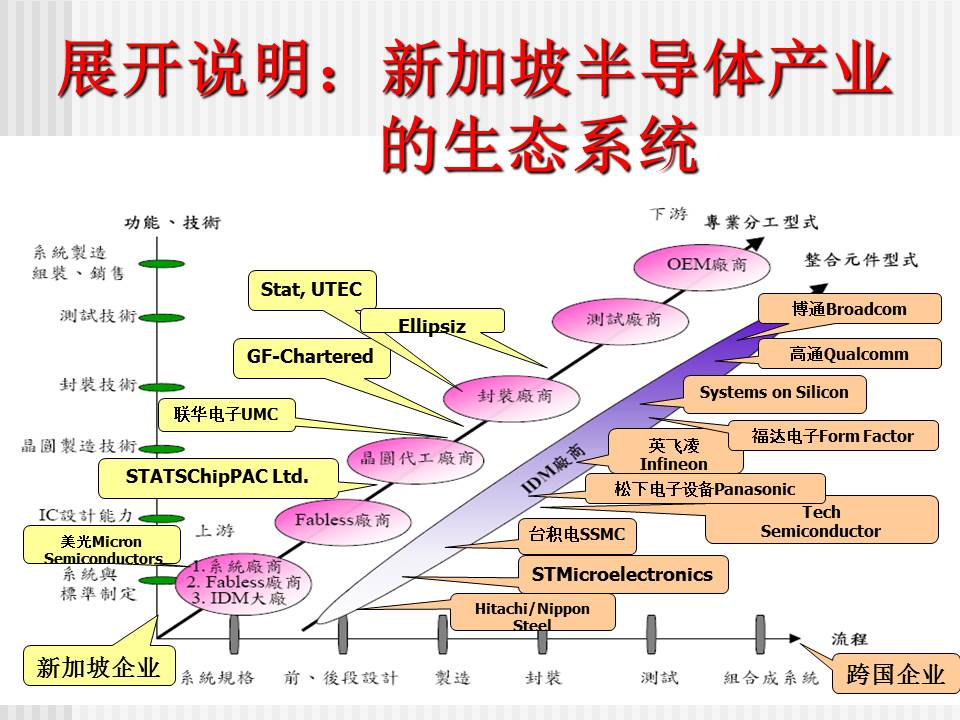 展开说明：新加坡半导体产业
的生态系统
功能、技術
下游
專業分工型式
整合元件型式
系統製造
組裝、銷售
測試技術
封裝技術
晶圓製造技術
IC設計能力
系統與
標準制定
上游
OEM廠商
測試廠商
封裝廠商
晶圓代工廠商
Fabless廠商
1.系統廠商
2. Fabless廠商
3. IDM大廠
IDM廠商
Stat, UTEC
Ellipsiz
GF-Chartered
联华电子UMC
STATSChipPAC Ltd.
美光Micron
Semiconductors
新加坡企业
博通Broadcom
高通Qualcomm
Systems on Silicon
福达电子Form Factor
英飞凌
Infineon
松下电子设备Panasonic
Tech
Semiconductor
台积电SSMC
STMicroelectronics
Hitachi/Nippon
Steel
流程
跨国企业
系統規格
前、後段設計
製造
封裝
測試
組合成系統